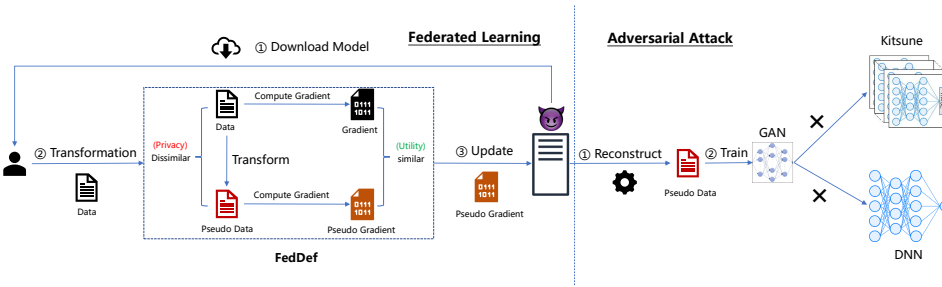 Federated Learning
Adversarial Attack
① Download Model
Kitsune
Compute Gradient
0111
1011
Data
Gradient
GAN
② Transformation
(Privacy)
Dissimilar
Transform
(Utility)
similar
③ Update
① Reconstruct
② Train
Data
Compute Gradient
0111
1011
0111
1011
Pseudo Data
Pseudo Data
Pseudo Gradient
Pseudo Gradient
FedDef
DNN